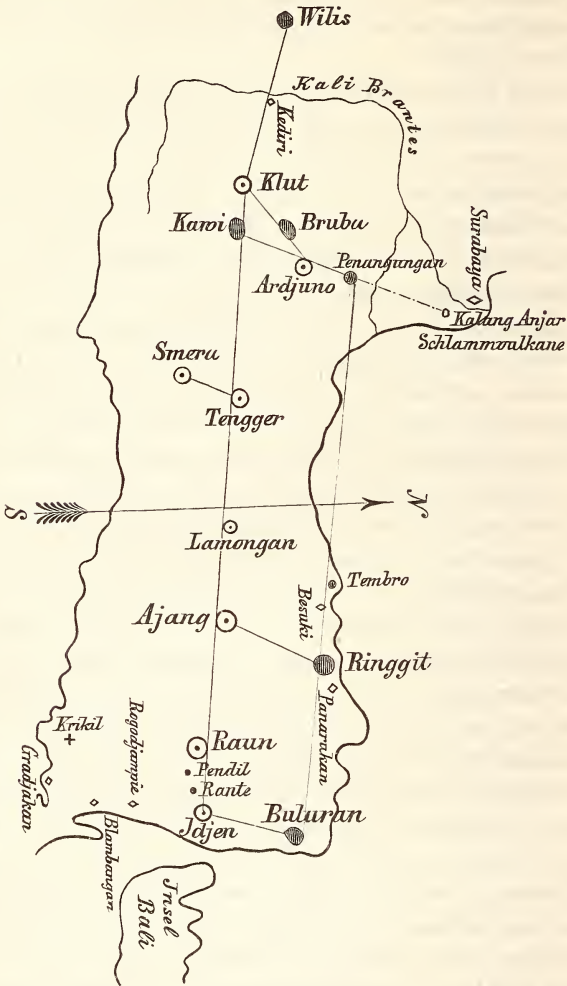 Wilis
Kali Brantes
Kediri
Klut
Kawi
Brubu
Ardjuno
Penangungan
Surabaya
Kalang Anjar
Schlammvulkane
Smeru
Tengger
S
N
Lamongan
Tembro
Besuki
Ajang
Ringgit
Panarukan
Krikil
Rogodjampie
Raun
Pendil
Rante
Gradjakan
Idjen
Buluran
Blambangan
Insel
Bali